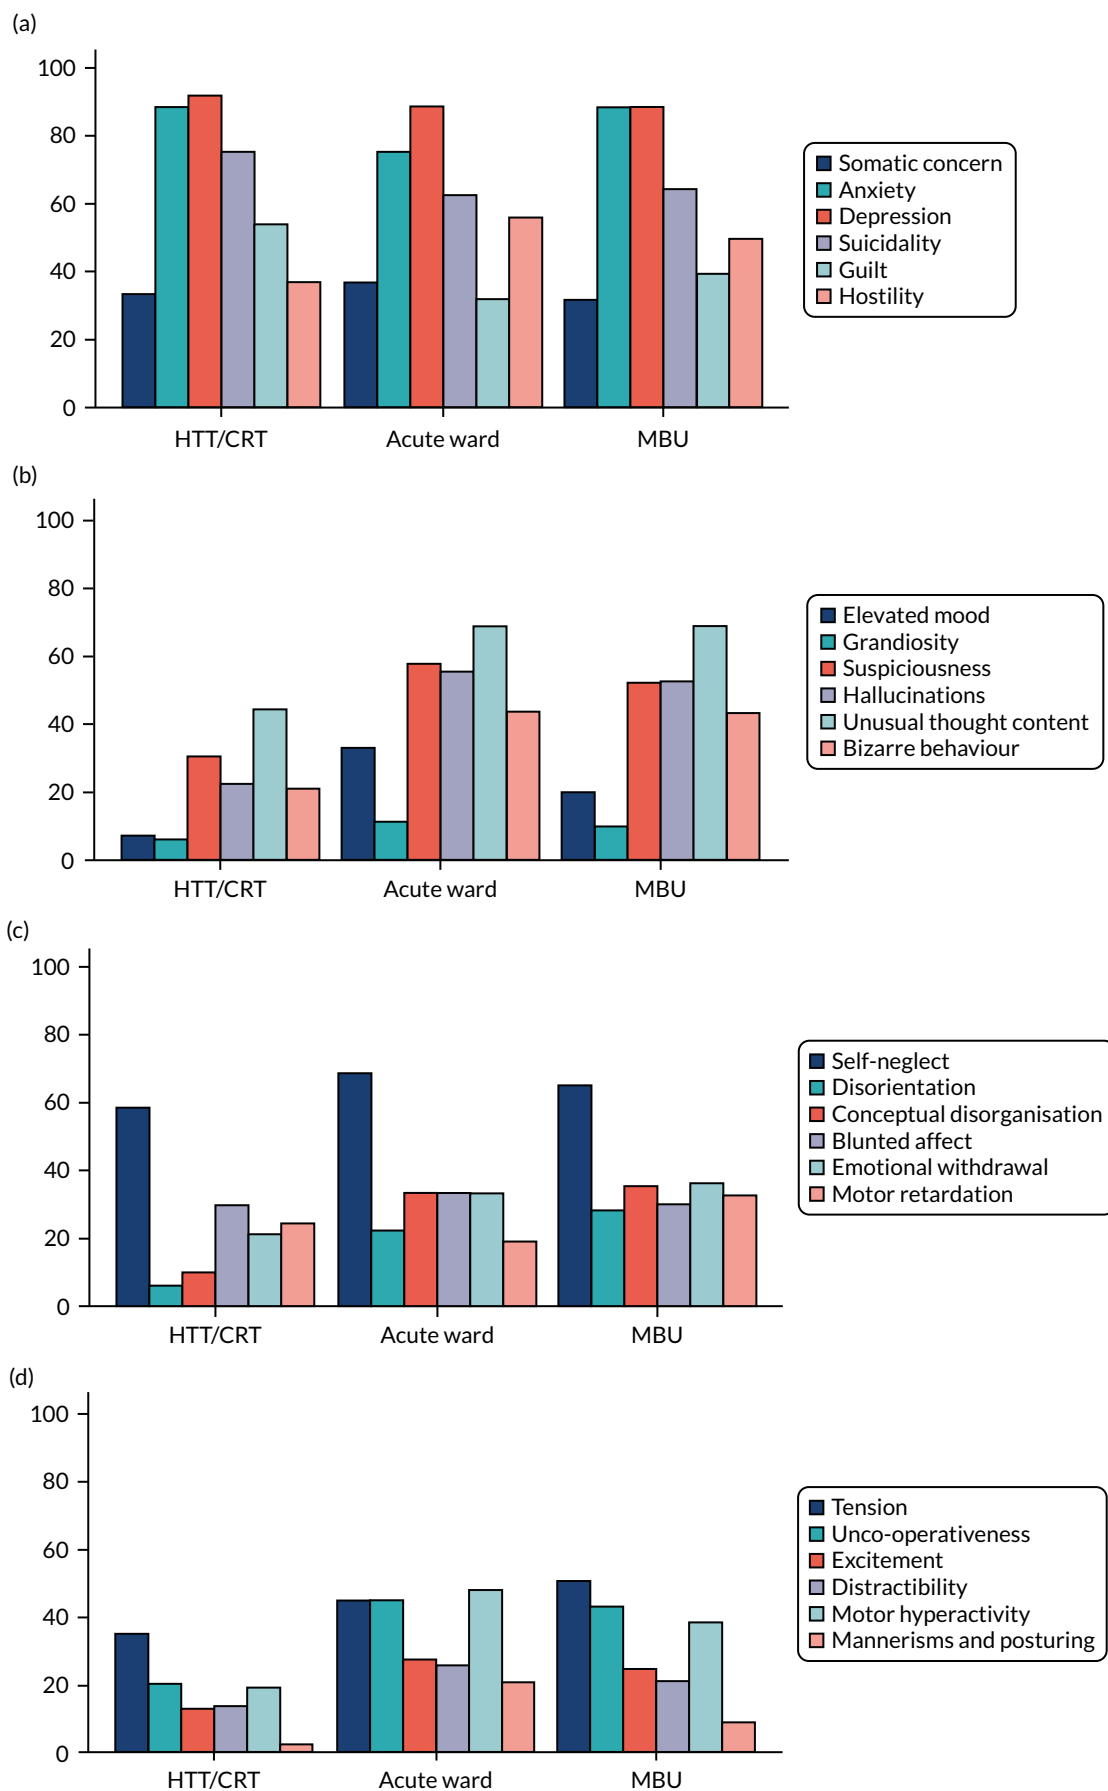 (a)
100
80
60
40
20
0
HTT/CRT
Acute ward
MBU
Somatic concern
Anxiety
Depression
Suicidality
Guilt
Hostility
(b)
100
80
60
40
20
0
HTT/CRT
Acute ward
MBU
Elevated mood
Grandiosity
Suspiciousness
Hallucinations
Unusual thought content
Bizarre behaviour
(c)
100
80
60
40
20
0
HTT/CRT
Acute ward
MBU
Self-neglect
Disorientation
Conceptual disorganisation
Blunted affect
Emotional withdrawal
Motor retardation
(d)
100
80
60
40
20
0
HTT/CRT
Acute ward
MBU
Tension
Unco-operativeness
Excitement
Distractibility
Motor hyperactivity
Mannerisms and posturing